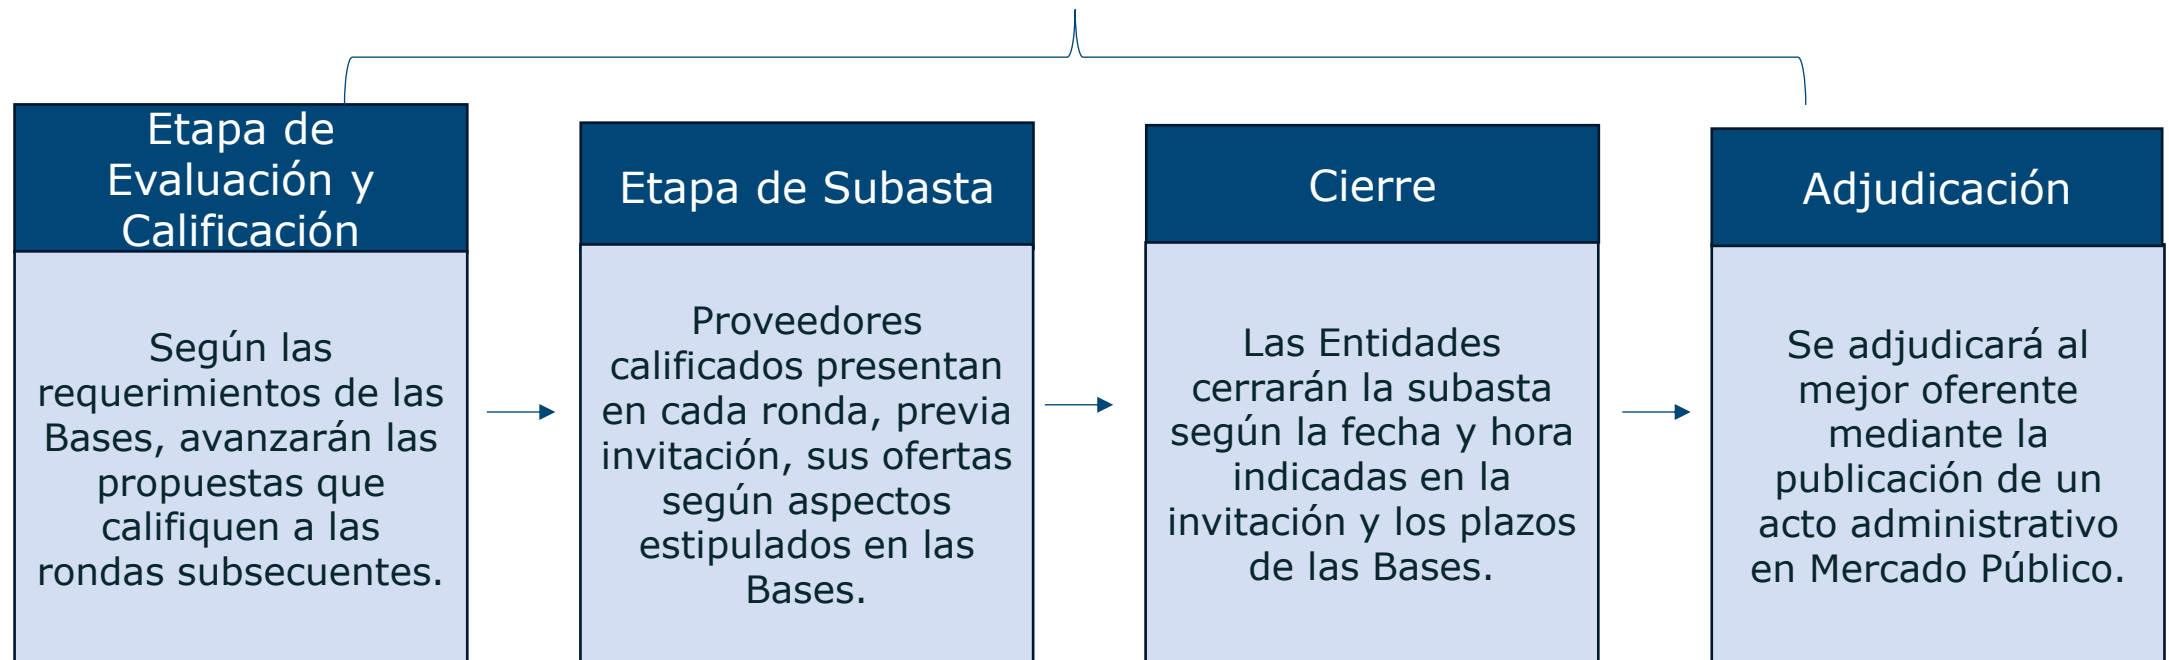 Etapa de
Evaluación y
Calificación
Según las
requerimientos de las
Bases, avanzarán las
propuestas que
califiquen a las
rondas subsecuentes.
Etapa de Subasta
Proveedores
calificados presentan
en cada ronda, previa
invitación, sus ofertas
según aspectos
estipulados en las
Bases.
Cierre
Las Entidades
cerrarán la subasta
según la fecha y hora
indicadas en la
invitación y los plazos
de las Bases.
Adjudicación
Se adjudicará al
mejor oferente
mediante la
publicación de un
acto administrativo
en Mercado Público.